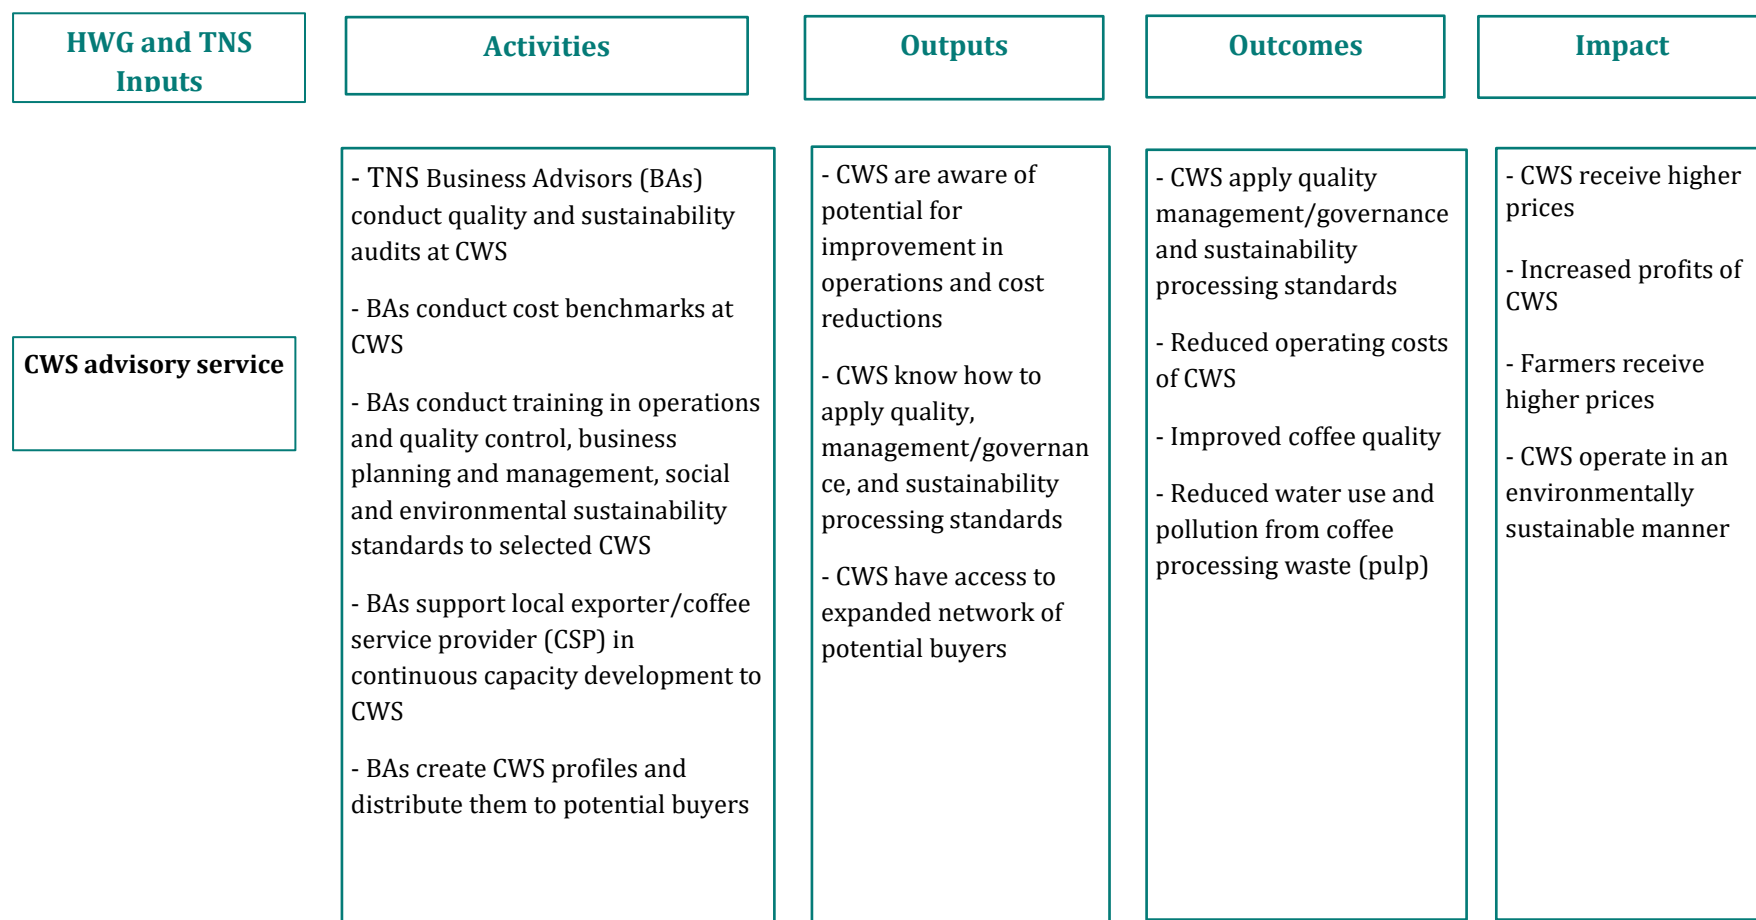 HWG and TNS
Inputs
Activities
Outputs
Outcomes
Impact
CWS advisory service
- TNS Business Advisors (BAs)
conduct quality and sustainability
audits at CWS
- BAs conduct cost benchmarks at
CWS
- BAs conduct training in operations
and quality control, business
planning and management, social
and environmental sustainability
standards to selected CWS
- BAs support local exporter/coffee
service provider (CSP) in
continuous capacity development to
CWS
- BAs create CWS profiles and
distribute them to potential buyers
- CWS are aware of
potential for
improvement in
operations and cost
reductions
- CWS know how to
apply quality,
management/governan
ce, and sustainability
processing standards
- CWS have access to
expanded network of
potential buyers
- CWS apply quality
management/governance
and sustainability
processing standards
- Reduced operating costs
of CWS
- Improved coffee quality
- Reduced water use and
pollution from coffee
processing waste (pulp)
- CWS receive higher
prices
- Increased profits of
CWS
- Farmers receive
higher prices
- CWS operate in an
environmentally
sustainable manner